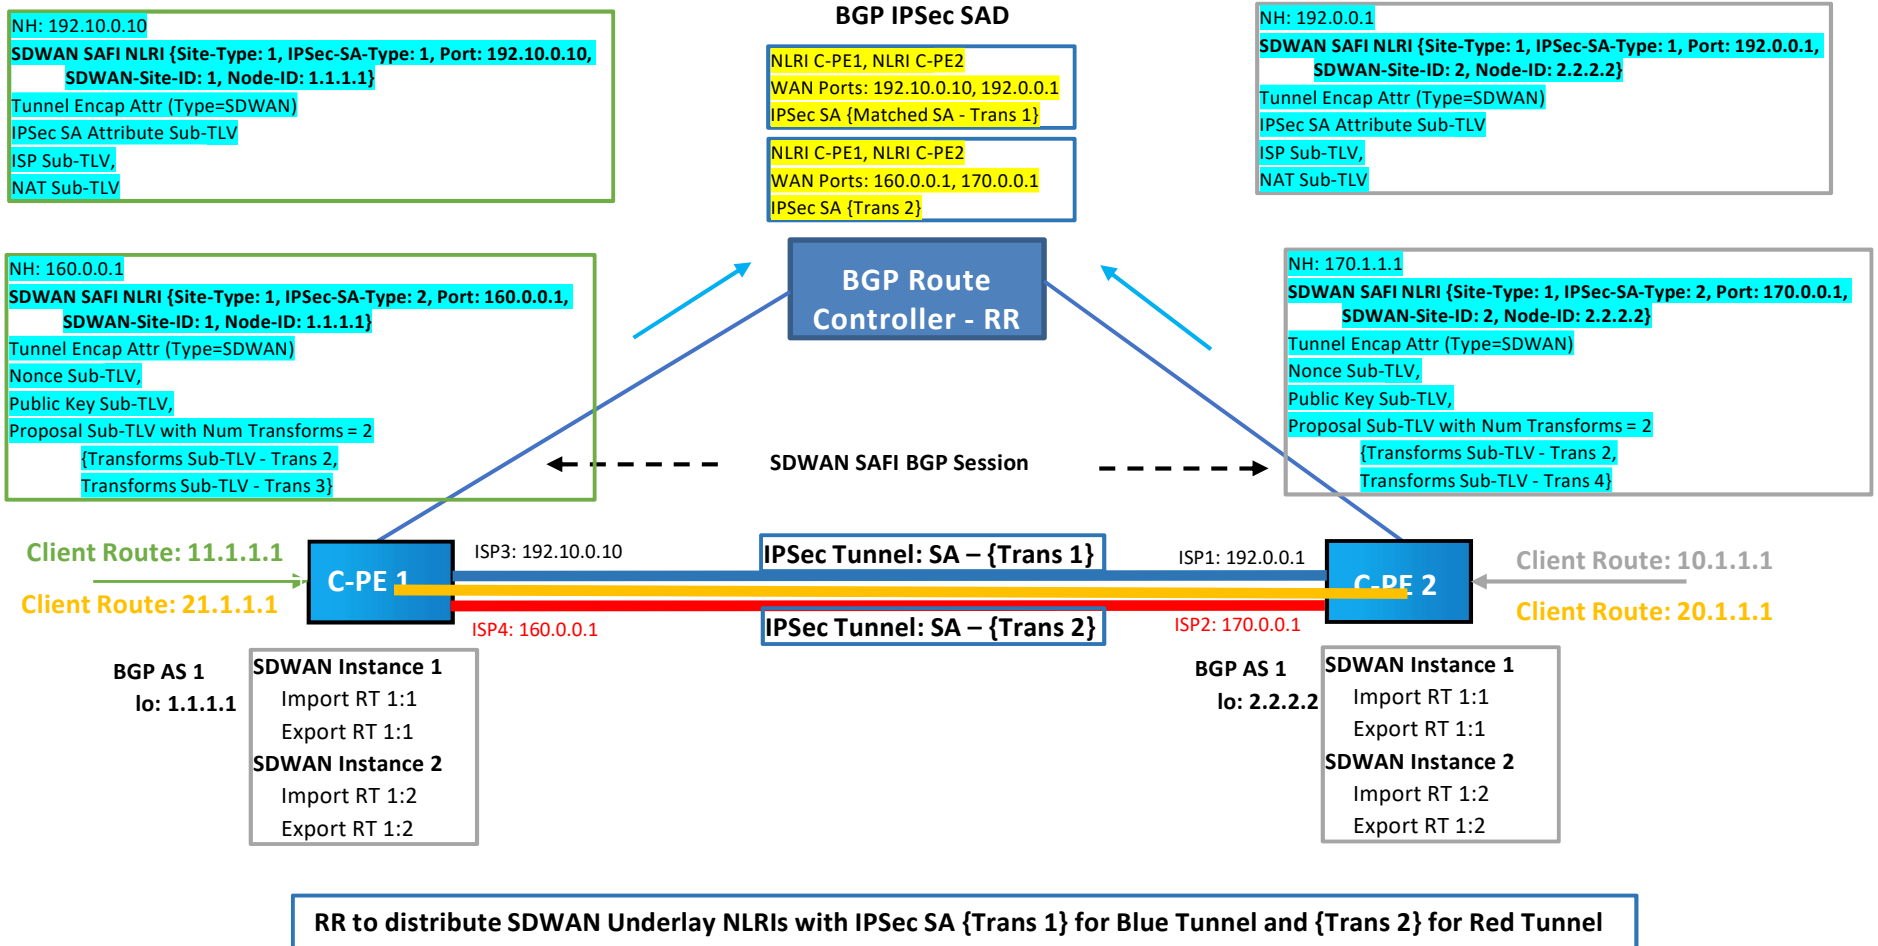 BGP IPSec SAD
NH: 192.10.0.10
SDWAN SAFI NLRI {Site-Type: 1, IPSec-SA-Type: 1, Port: 192.10.0.10,
SDWAN-Site-ID: 1, Node-ID: 1.1.1.1}
Tunnel Encap Attr (Type=SDWAN)
IPSec SA Attribute Sub-TLV
ISP Sub-TLV,
NAT Sub-TLV
NLRI C-PE1, NLRI C-PE2
WAN Ports: 192.10.0.10, 192.0.0.1
IPSec SA {Matched SA - Trans 1}
NLRI C-PE1, NLRI C-PE2
WAN Ports: 160.0.0.1, 170.0.0.1
IPSec SA {Trans 2}
NH: 192.0.0.1
SDWAN SAFI NLRI {Site-Type: 1, IPSec-SA-Type: 1, Port: 192.0.0.1,
SDWAN-Site-ID: 2, Node-ID: 2.2.2.2}
Tunnel Encap Attr (Type=SDWAN)
IPSec SA Attribute Sub-TLV
ISP Sub-TLV,
NAT Sub-TLV
NH: 160.0.0.1
SDWAN SAFI NLRI {Site-Type: 1, IPSec-SA-Type: 2, Port: 160.0.0.1,
SDWAN-Site-ID: 1, Node-ID: 1.1.1.1}
Tunnel Encap Attr (Type=SDWAN)
Nonce Sub-TLV,
Public Key Sub-TLV,
Proposal Sub-TLV with Num Transforms = 2
{Transforms Sub-TLV - Trans 2,
Transforms Sub-TLV - Trans 3}
BGP Route
Controller - RR
NH: 170.1.1.1
SDWAN SAFI NLRI {Site-Type: 1, IPSec-SA-Type: 2, Port: 170.0.0.1,
SDWAN-Site-ID: 2, Node-ID: 2.2.2.2}
Tunnel Encap Attr (Type=SDWAN)
Nonce Sub-TLV,
Public Key Sub-TLV,
Proposal Sub-TLV with Num Transforms = 2
{Transforms Sub-TLV - Trans 2,
Transforms Sub-TLV - Trans 4}
SDWAN SAFI BGP Session
Client Route: 11.1.1.1
Client Route: 21.1.1.1
C-PE 1
ISP3: 192.10.0.10
IPSec Tunnel: SA – {Trans 1}
ISP1: 192.0.0.1
ISP4: 160.0.0.1
IPSec Tunnel: SA – {Trans 2}
ISP2: 170.0.0.1
C-PE 2
Client Route: 10.1.1.1
Client Route: 20.1.1.1
BGP AS 1
lo: 1.1.1.1
SDWAN Instance 1
Import RT 1:1
Export RT 1:1
SDWAN Instance 2
Import RT 1:2
Export RT 1:2
BGP AS 1
lo: 2.2.2.2
SDWAN Instance 1
Import RT 1:1
Export RT 1:1
SDWAN Instance 2
Import RT 1:2
Export RT 1:2
RR to distribute SDWAN Underlay NLRIs with IPSec SA {Trans 1} for Blue Tunnel and {Trans 2} for Red Tunnel